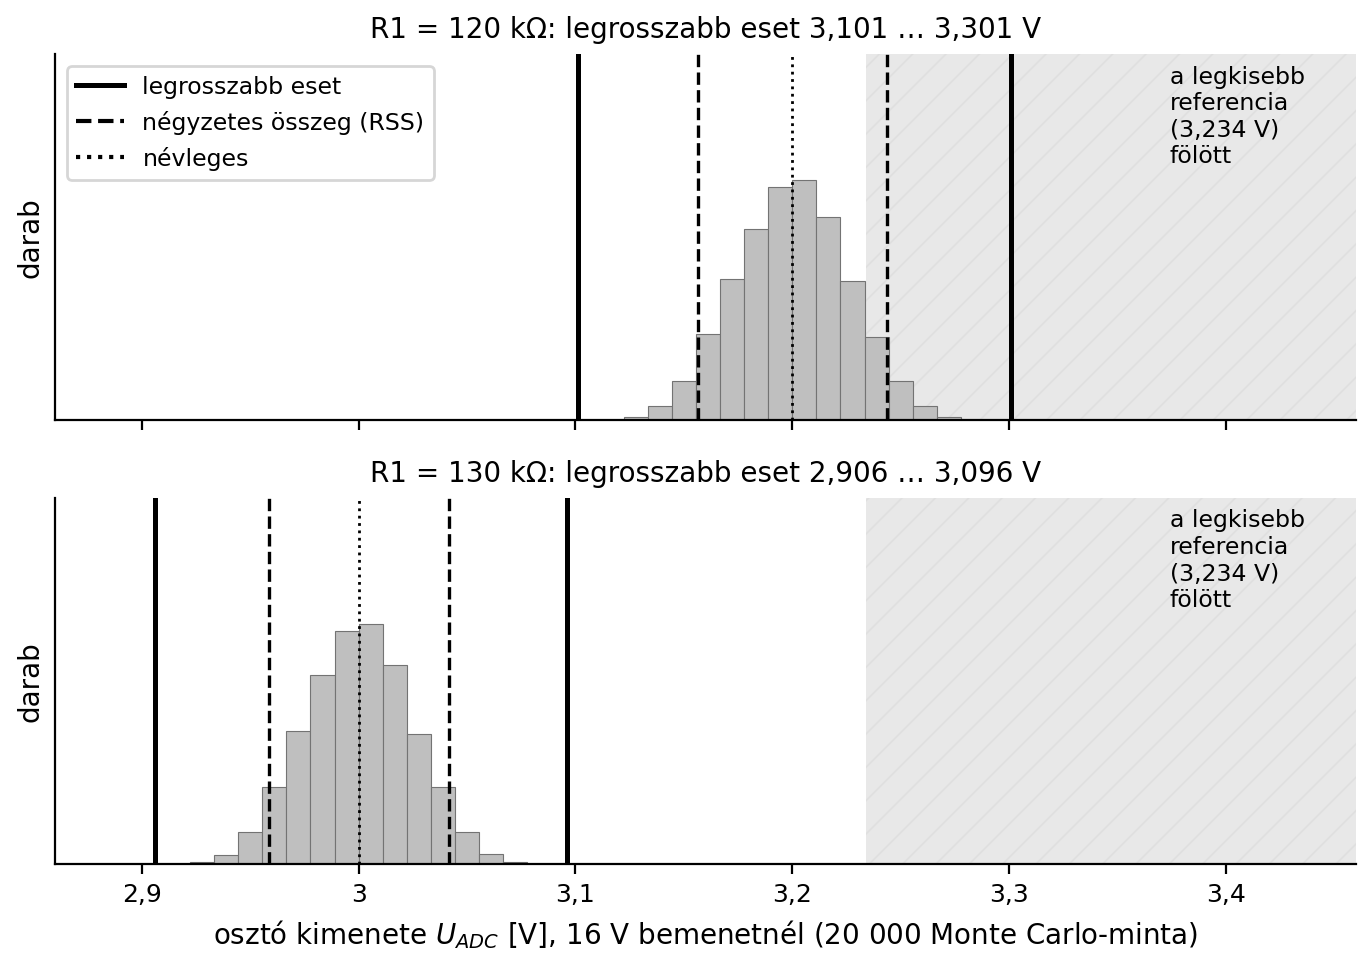 R1 = 120 kΩ: legrosszabb eset 3,101 … 3,301 V
legrosszabb eset
négyzetes összeg (RSS)
névleges
a legkisebb
referencia
(3,234 V)
fölött
darab
R1 = 130 kΩ: legrosszabb eset 2,906 … 3,096 V
a legkisebb
referencia
(3,234 V)
fölött
darab
2,9 3 3,1 3,2 3,3 3,4
osztó kimenete U_ADC [V], 16 V bemenetnél (20 000 Monte Carlo-minta)